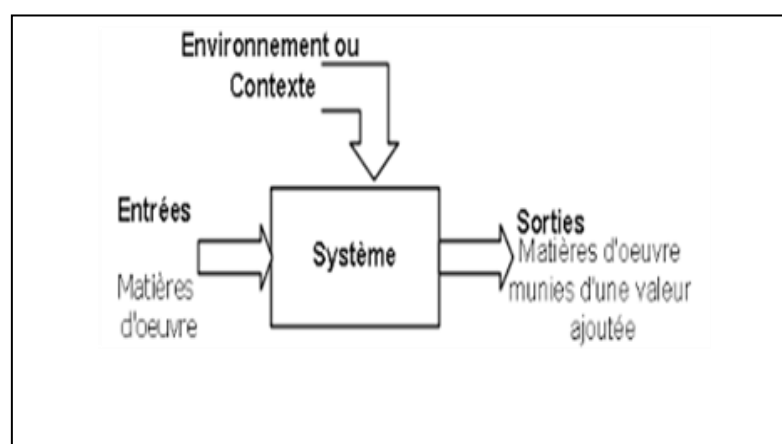 Environnement ou
Contexte
Entrées
Matières
d'oeuvre
Système
Sorties
Matières d'oeuvre
munies d'une valeur
ajoutée